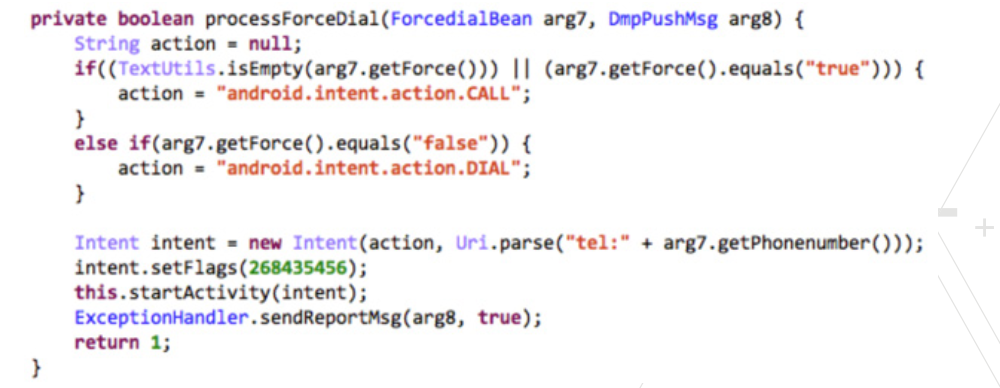 private boolean processForceDial(ForcedialBean arg7, DmpPushMsg arg8) {
String action = null;
if((TextUtils.isEmpty(arg7.getForce())) || (arg7.getForce().equals("true"))) {
action = "android.intent.action.CALL";
}
else if(arg7.getForce().equals("false")) {
action = "android.intent.action.DIAL";
}
Intent intent = new Intent(action, Uri.parse("tel:" + arg7.getPhonenumber()));
intent.setFlags(268435456);
this.startActivity(intent);
ExceptionHandler.sendReportMsg(arg8, true);
return 1;
}